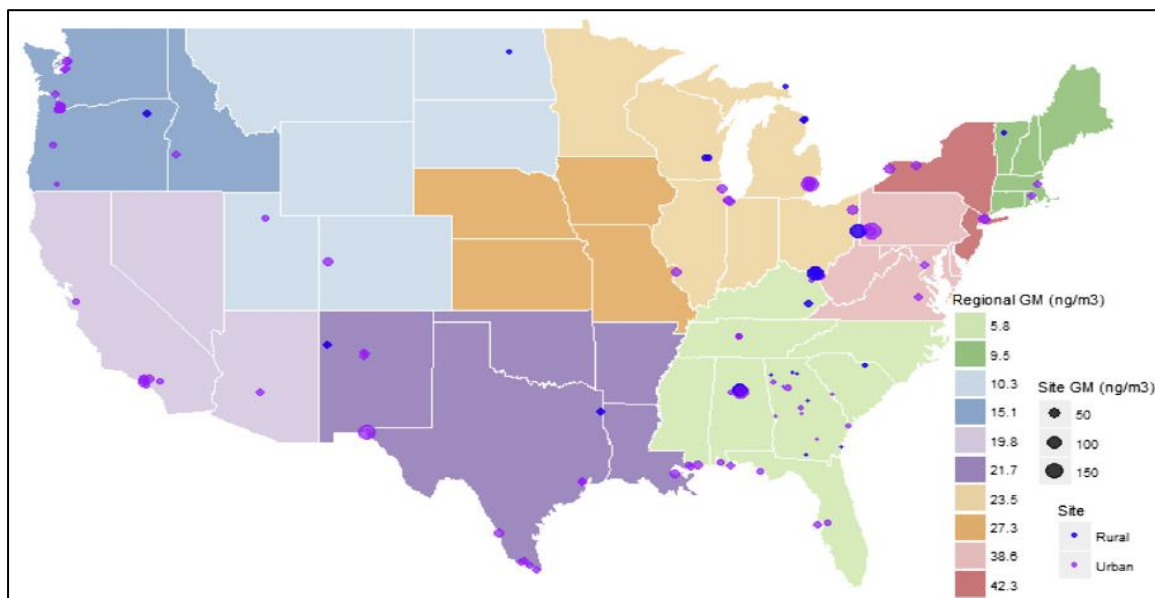 Regional GM (ng/m3)
5.8
9.5
10.3
15.1
19.8
21.7
23.5
27.3
38.6
42.3
Site GM (ng/m3)
50
100
150
Site
Rural
Urban